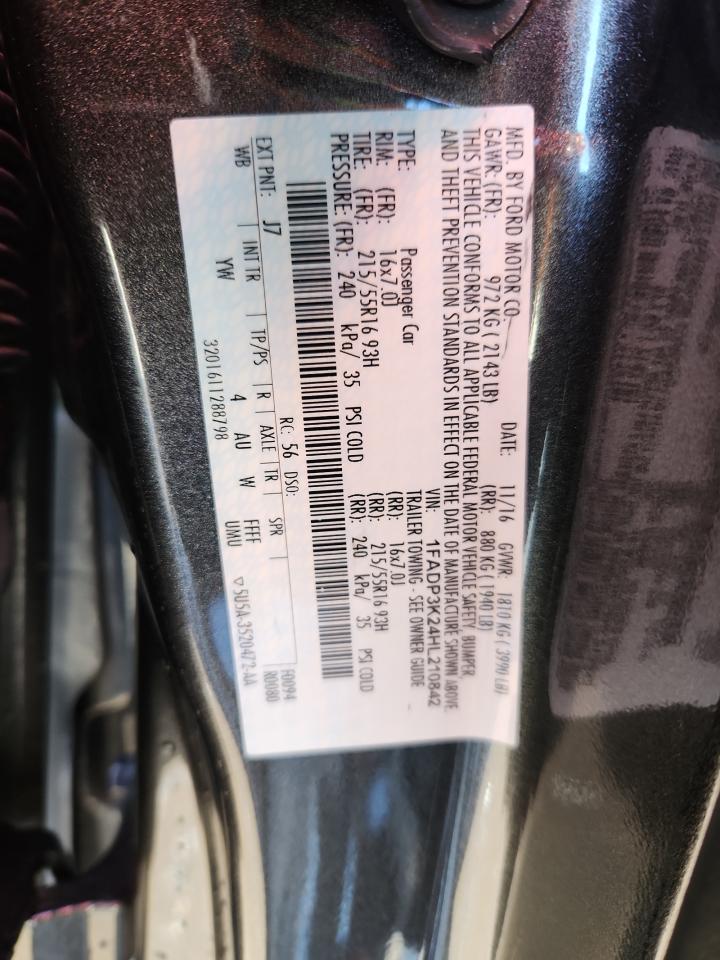 MFD. BY FORD MOTOR CO. DATE: 11/16 GVWR: 1810 KG ( 3990 LB)
GAWR: (FR): 972 KG ( 2143 LB) (RR): 880 KG ( 1940 LB)
THIS VEHICLE CONFORMS TO ALL APPLICABLE FEDERAL MOTOR VEHICLE SAFETY, BUMPER
AND THEFT PREVENTION STANDARDS IN EFFECT ON THE DATE OF MANUFACTURE SHOWN ABOVE.
VIN: 1FADP3K24HL210842
TYPE: Passenger Car TRAILER TOWING - SEE OWNER GUIDE
RIM: (FR): 16x7.0J (RR): 16x7.0J
TIRE: (FR): 215/55R16 93H (RR): 215/55R16 93H
PRESSURE: (FR): 240 kPa/ 35 PSI COLD (RR): 240 kPa/ 35 PSI COLD
F0094
EXT PNT: J7 RC: 56 DSO: R0080
WB INT TR TP/PS R AXLE TR SPR
YW 4 AU W FFFF
UMU
3201611288798 ▽5U5A-3520472-AA